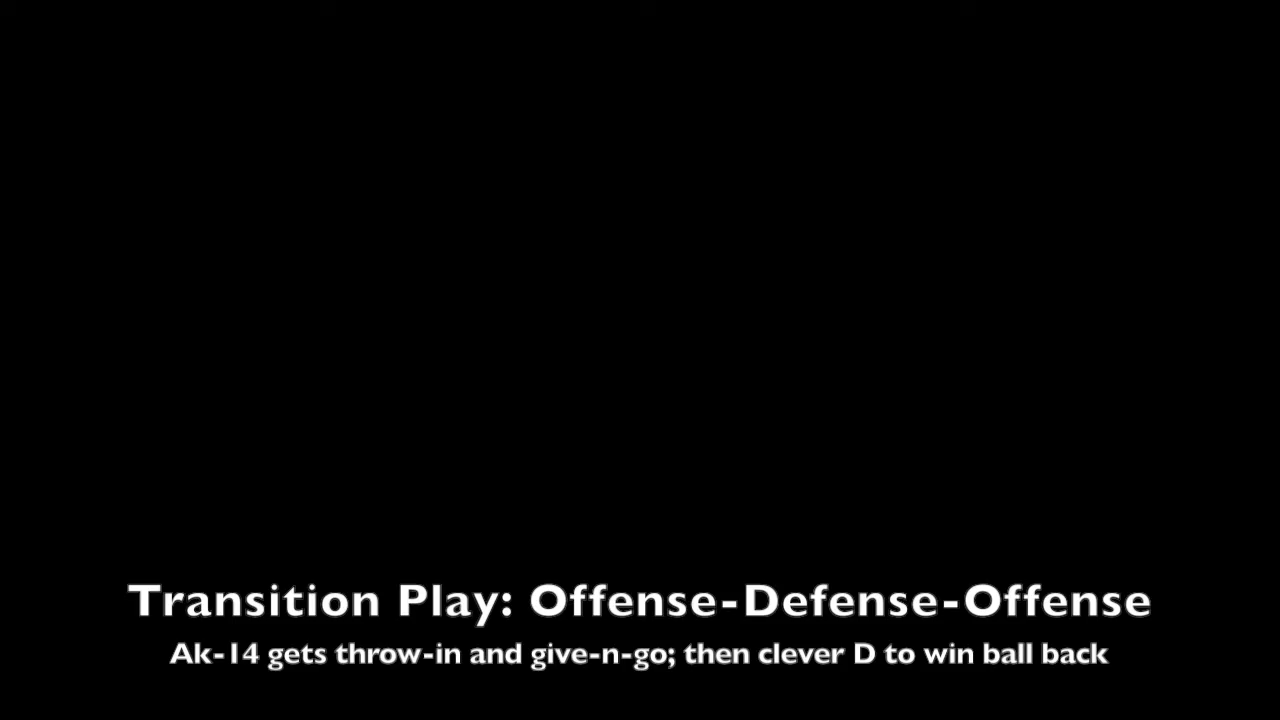 Transition Play: Offense-Defense-Offense
Ak-14 gets throw-in and give-n-go; then clever D to win ball back